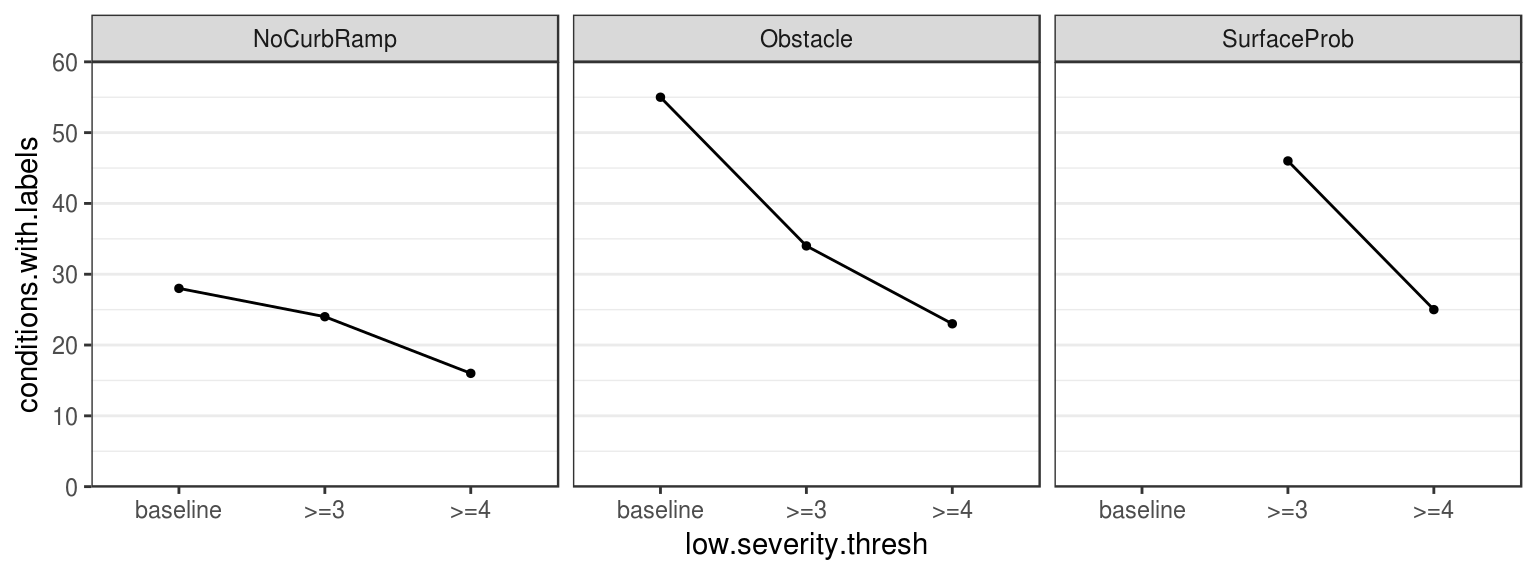 NoCurbRamp Obstacle SurfaceProb
60
50
40
30
20
10
0
conditions.with.labels
baseline >=3 >=4 baseline >=3 >=4 baseline >=3 >=4
low.severity.thresh